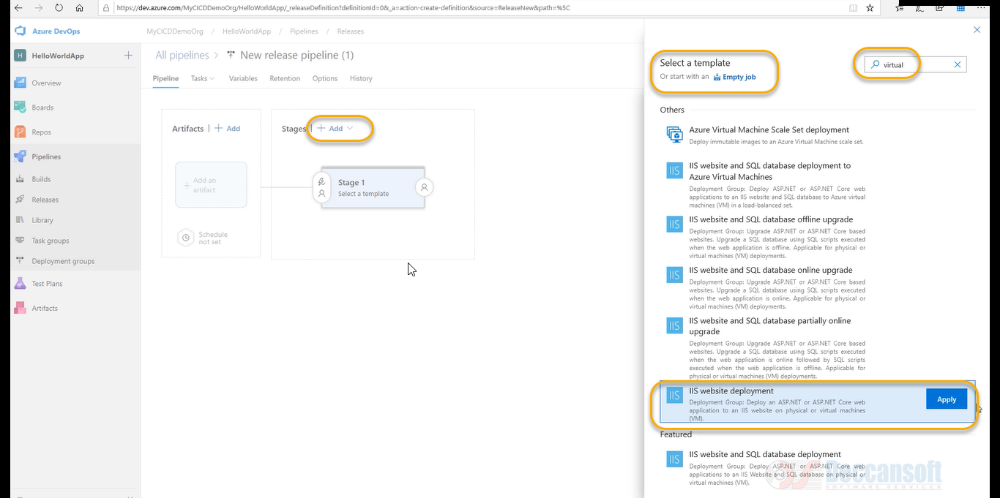 https://dev.azure.com/MyCICDDemoOrg/HelloWorldApp/_releaseDefinition?definitionId=0&_a=action-create-definition&source=ReleaseNew&path=%5C
Azure DevOps
MyCICDDemoOrg / HelloWorldApp / Pipelines / Releases
H HelloWorldApp +
Overview
Boards
Repos
Pipelines
Builds
Releases
Library
Task groups
Deployment groups
Test Plans
Artifacts
All pipelines > New release pipeline (1)
Pipeline Tasks Variables Retention Options History
Artifacts | + Add
+ Add an
artifact
Schedule
not set
Stages | + Add
Stage 1
Select a template
Select a template
Or start with an Empty job
virtual
Others
Azure Virtual Machine Scale Set deployment
Deploy immutable images to an Azure Virtual Machine scale set.
IIS
IIS website and SQL database deployment to
Azure Virtual Machines
Deployment Group: Deploy ASP.NET or ASP.NET Core web
applications to an IIS website and SQL database to Azure virtual
machines (VM) in a load-balanced set.
IIS
IIS website and SQL database offline upgrade
Deployment Group: Upgrade ASP.NET or ASP.NET Core based
websites. Upgrade a SQL database using SQL scripts executed
when the web application is offline. Applicable for physical or
virtual machines (VM) deployments.
IIS
IIS website and SQL database online upgrade
Deployment Group: Upgrade ASP.NET or ASP.NET Core based
websites. Upgrade a SQL database using SQL scripts executed
when the web application is online. Applicable for physical or
virtual machines (VM) deployments.
IIS
IIS website and SQL database partially online
upgrade
Deployment Group: Upgrade ASP.NET or ASP.NET Core based
websites. Upgrade a SQL database using SQL scripts executed
when the web application is online followed by SQL scripts
executed when the web application is offline. Applicable for
physical or virtual machines (VM) deployments.
IIS
IIS website deployment
Deployment Group: Deploy an ASP.NET or ASP.NET Core web
application to an IIS website on physical or virtual machines
(VM).
Apply
Featured
IIS
IIS website and SQL database deployment
Deployment Group: Deploy ASP.NET or ASP.NET Core web
applications to an IIS Website and SQL database on physical or
virtual machines (VM).
Deccansoft
SOFTWARE SERVICES